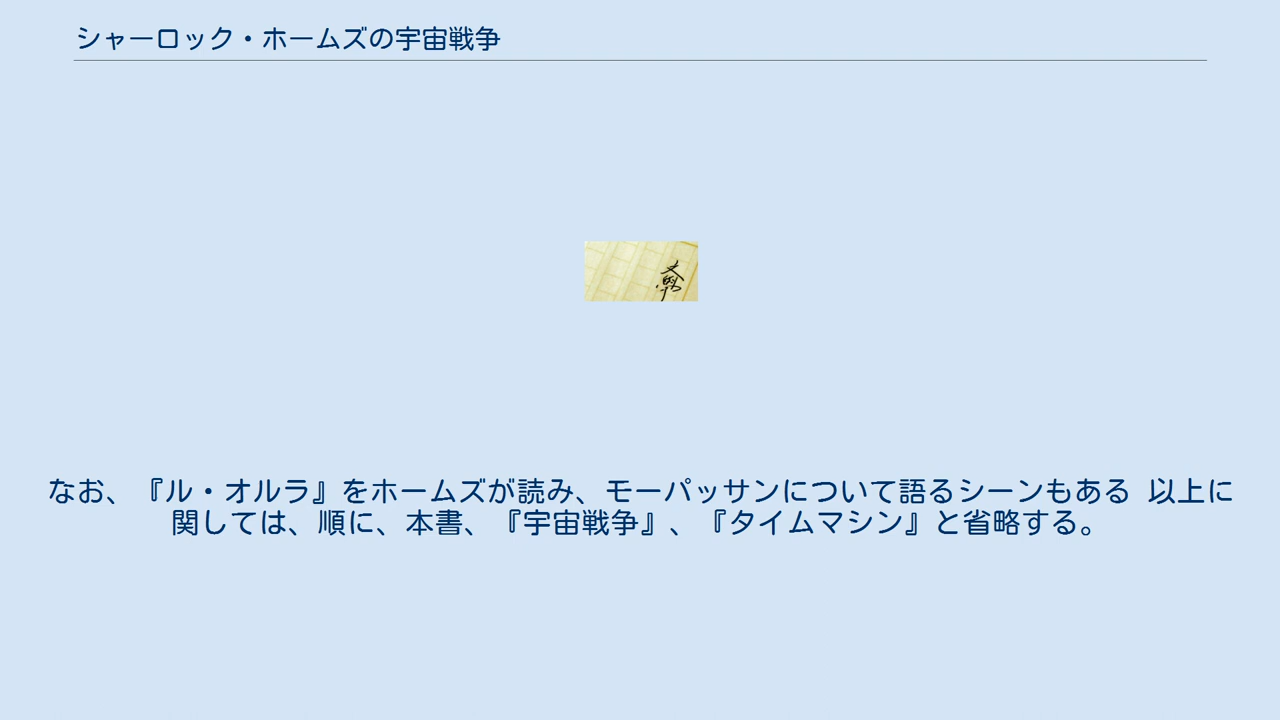 シャーロック・ホームズの宇宙戦争
なお、『ル・オルラ』をホームズが読み、モーパッサンについて語るシーンもある 以上に
関しては、順に、本書、『宇宙戦争』、『タイムマシン』と省略する。